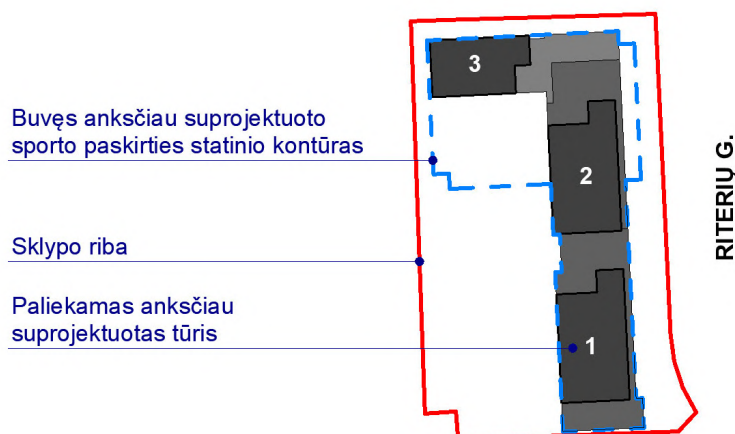 3
Buvęs anksčiau suprojektuoto
sporto paskirties statinio kontūras
2
RITERIŲ G.
Sklypo riba
Paliekamas anksčiau
suprojektuotas tūris
1